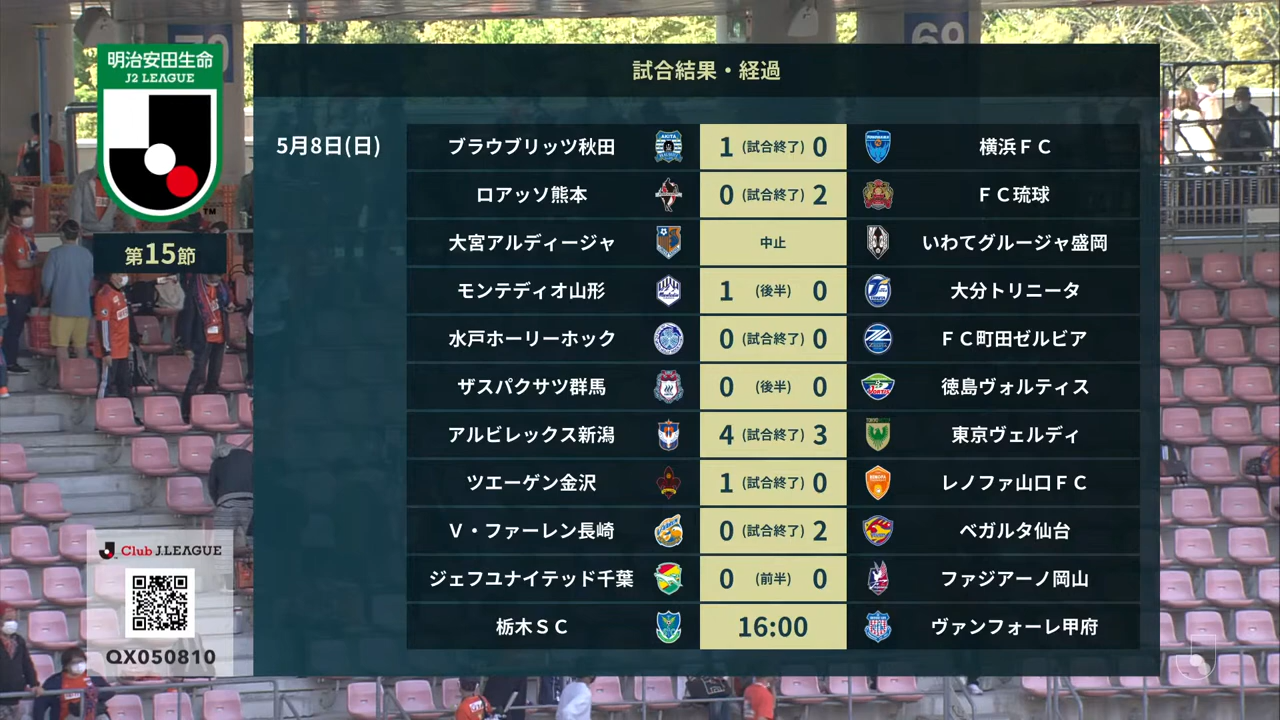 70
69
明治安田生命
J2 LEAGUE
TM
第15節
試合結果・経過
5月8日(日)
ブラウブリッツ秋田 1 (試合終了) 0 横浜ＦＣ
ロアッソ熊本 0 (試合終了) 2 ＦＣ琉球
大宮アルディージャ 中止 いわてグルージャ盛岡
モンテディオ山形 1 (後半) 0 大分トリニータ
水戸ホーリーホック 0 (試合終了) 0 ＦＣ町田ゼルビア
ザスパクサツ群馬 0 (後半) 0 徳島ヴォルティス
アルビレックス新潟 4 (試合終了) 3 東京ヴェルディ
ツエーゲン金沢 1 (試合終了) 0 レノファ山口ＦＣ
Ｖ・ファーレン長崎 0 (試合終了) 2 ベガルタ仙台
ジェフユナイテッド千葉 0 (前半) 0 ファジアーノ岡山
栃木ＳＣ 16:00 ヴァンフォーレ甲府
Club J.LEAGUE
QX050810